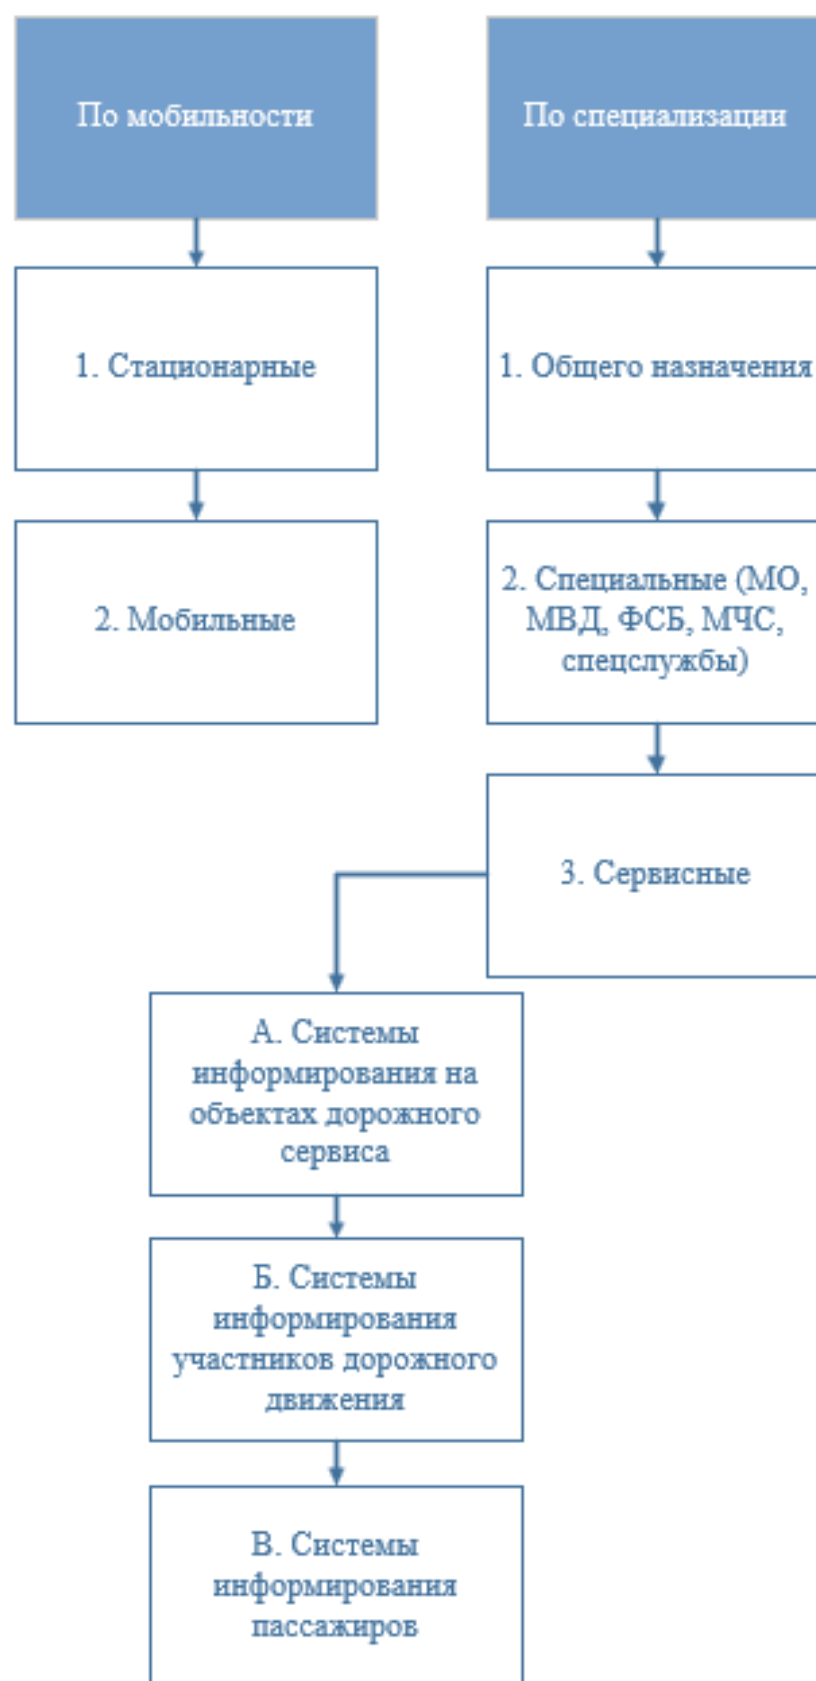 По мобильности
1. Стационарные
2. Мобильные
По специализации
1. Общего назначения
2. Специальные (МО,
МВД, ФСБ, МЧС,
спецслужбы)
3. Сервисные
А. Системы
информирования на
объектах дорожного
сервиса
Б. Системы
информирования
участников дорожного
движения
В. Системы
информирования
пассажиров